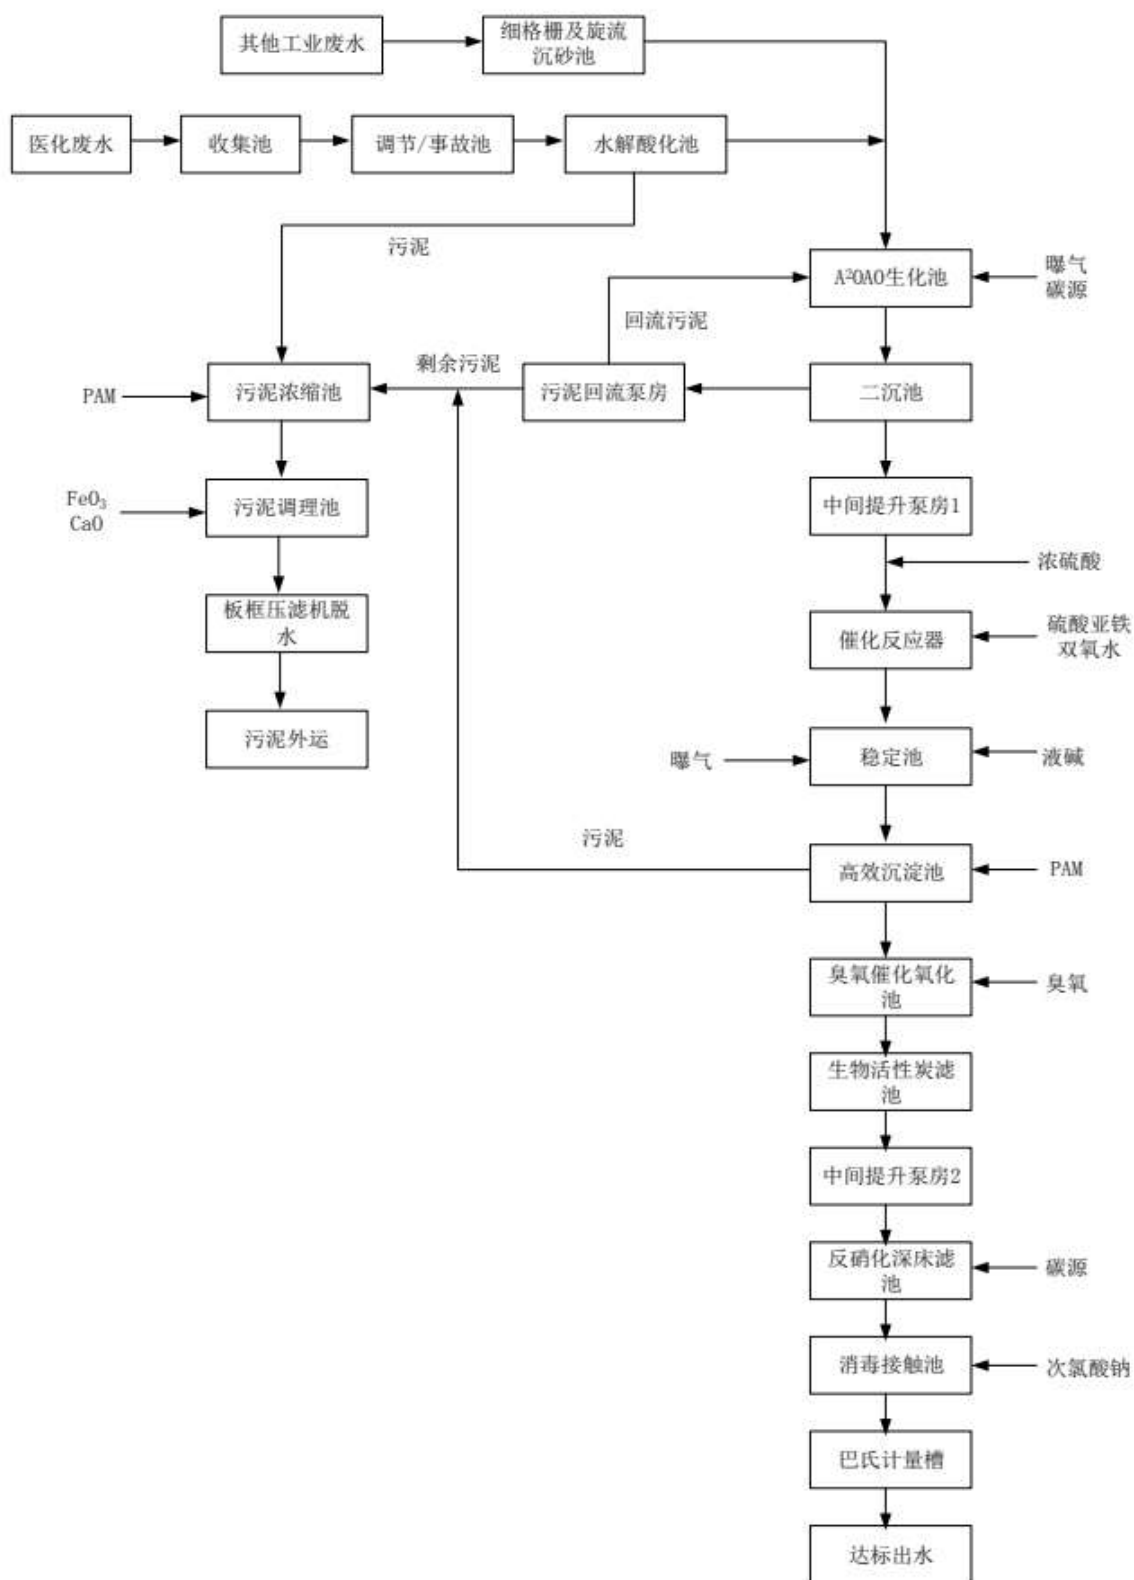 其他工业废水
细格栅及旋流
沉砂池
医化废水
收集池
调节/事故池
水解酸化池
污泥
A²OAO生化池
曝气
碳源
回流污泥
剩余污泥
PAM
污泥浓缩池
污泥回流泵房
二沉池
FeO₃
CaO
污泥调理池
中间提升泵房1
浓硫酸
板框压滤机脱
水
催化反应器
硫酸亚铁
双氧水
污泥外运
曝气
稳定池
液碱
污泥
高效沉淀池
PAM
臭氧催化氧化
池
臭氧
生物活性炭滤
池
中间提升泵房2
反硝化深床滤
池
碳源
消毒接触池
次氯酸钠
巴氏计量槽
达标出水